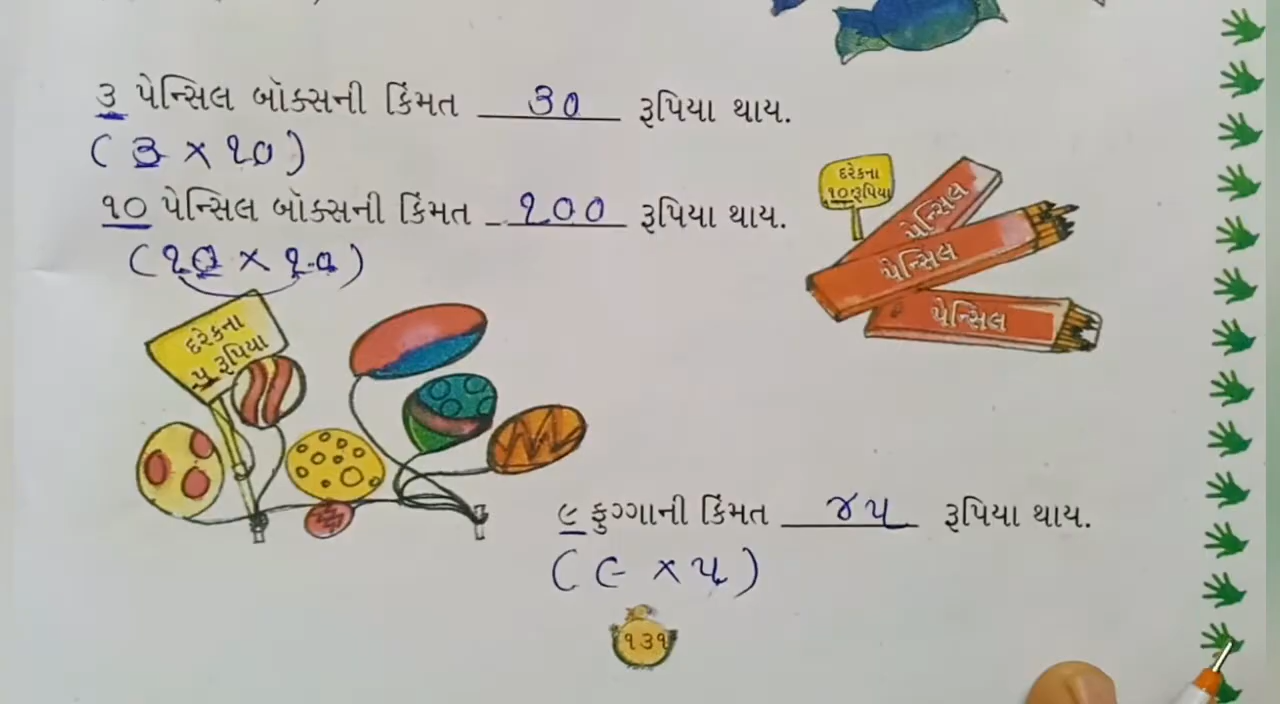 ૩ પેન્સિલ બૉક્સની કિંમત ૩૦ રૂપિયા થાય.
(૩ × ૧૦)
૧૦ પેન્સિલ બૉક્સની કિંમત ૧૦૦ રૂપિયા થાય.
(૧૦ × ૧૦)
દરેકના
૧૦ રૂપિયા
પેન્સિલ
પેન્સિલ
પેન્સિલ
દરેકના
૫ રૂપિયા
૯ ફુગ્ગાની કિંમત ૪૫ રૂપિયા થાય.
(૯ × ૫)
૧૩૧